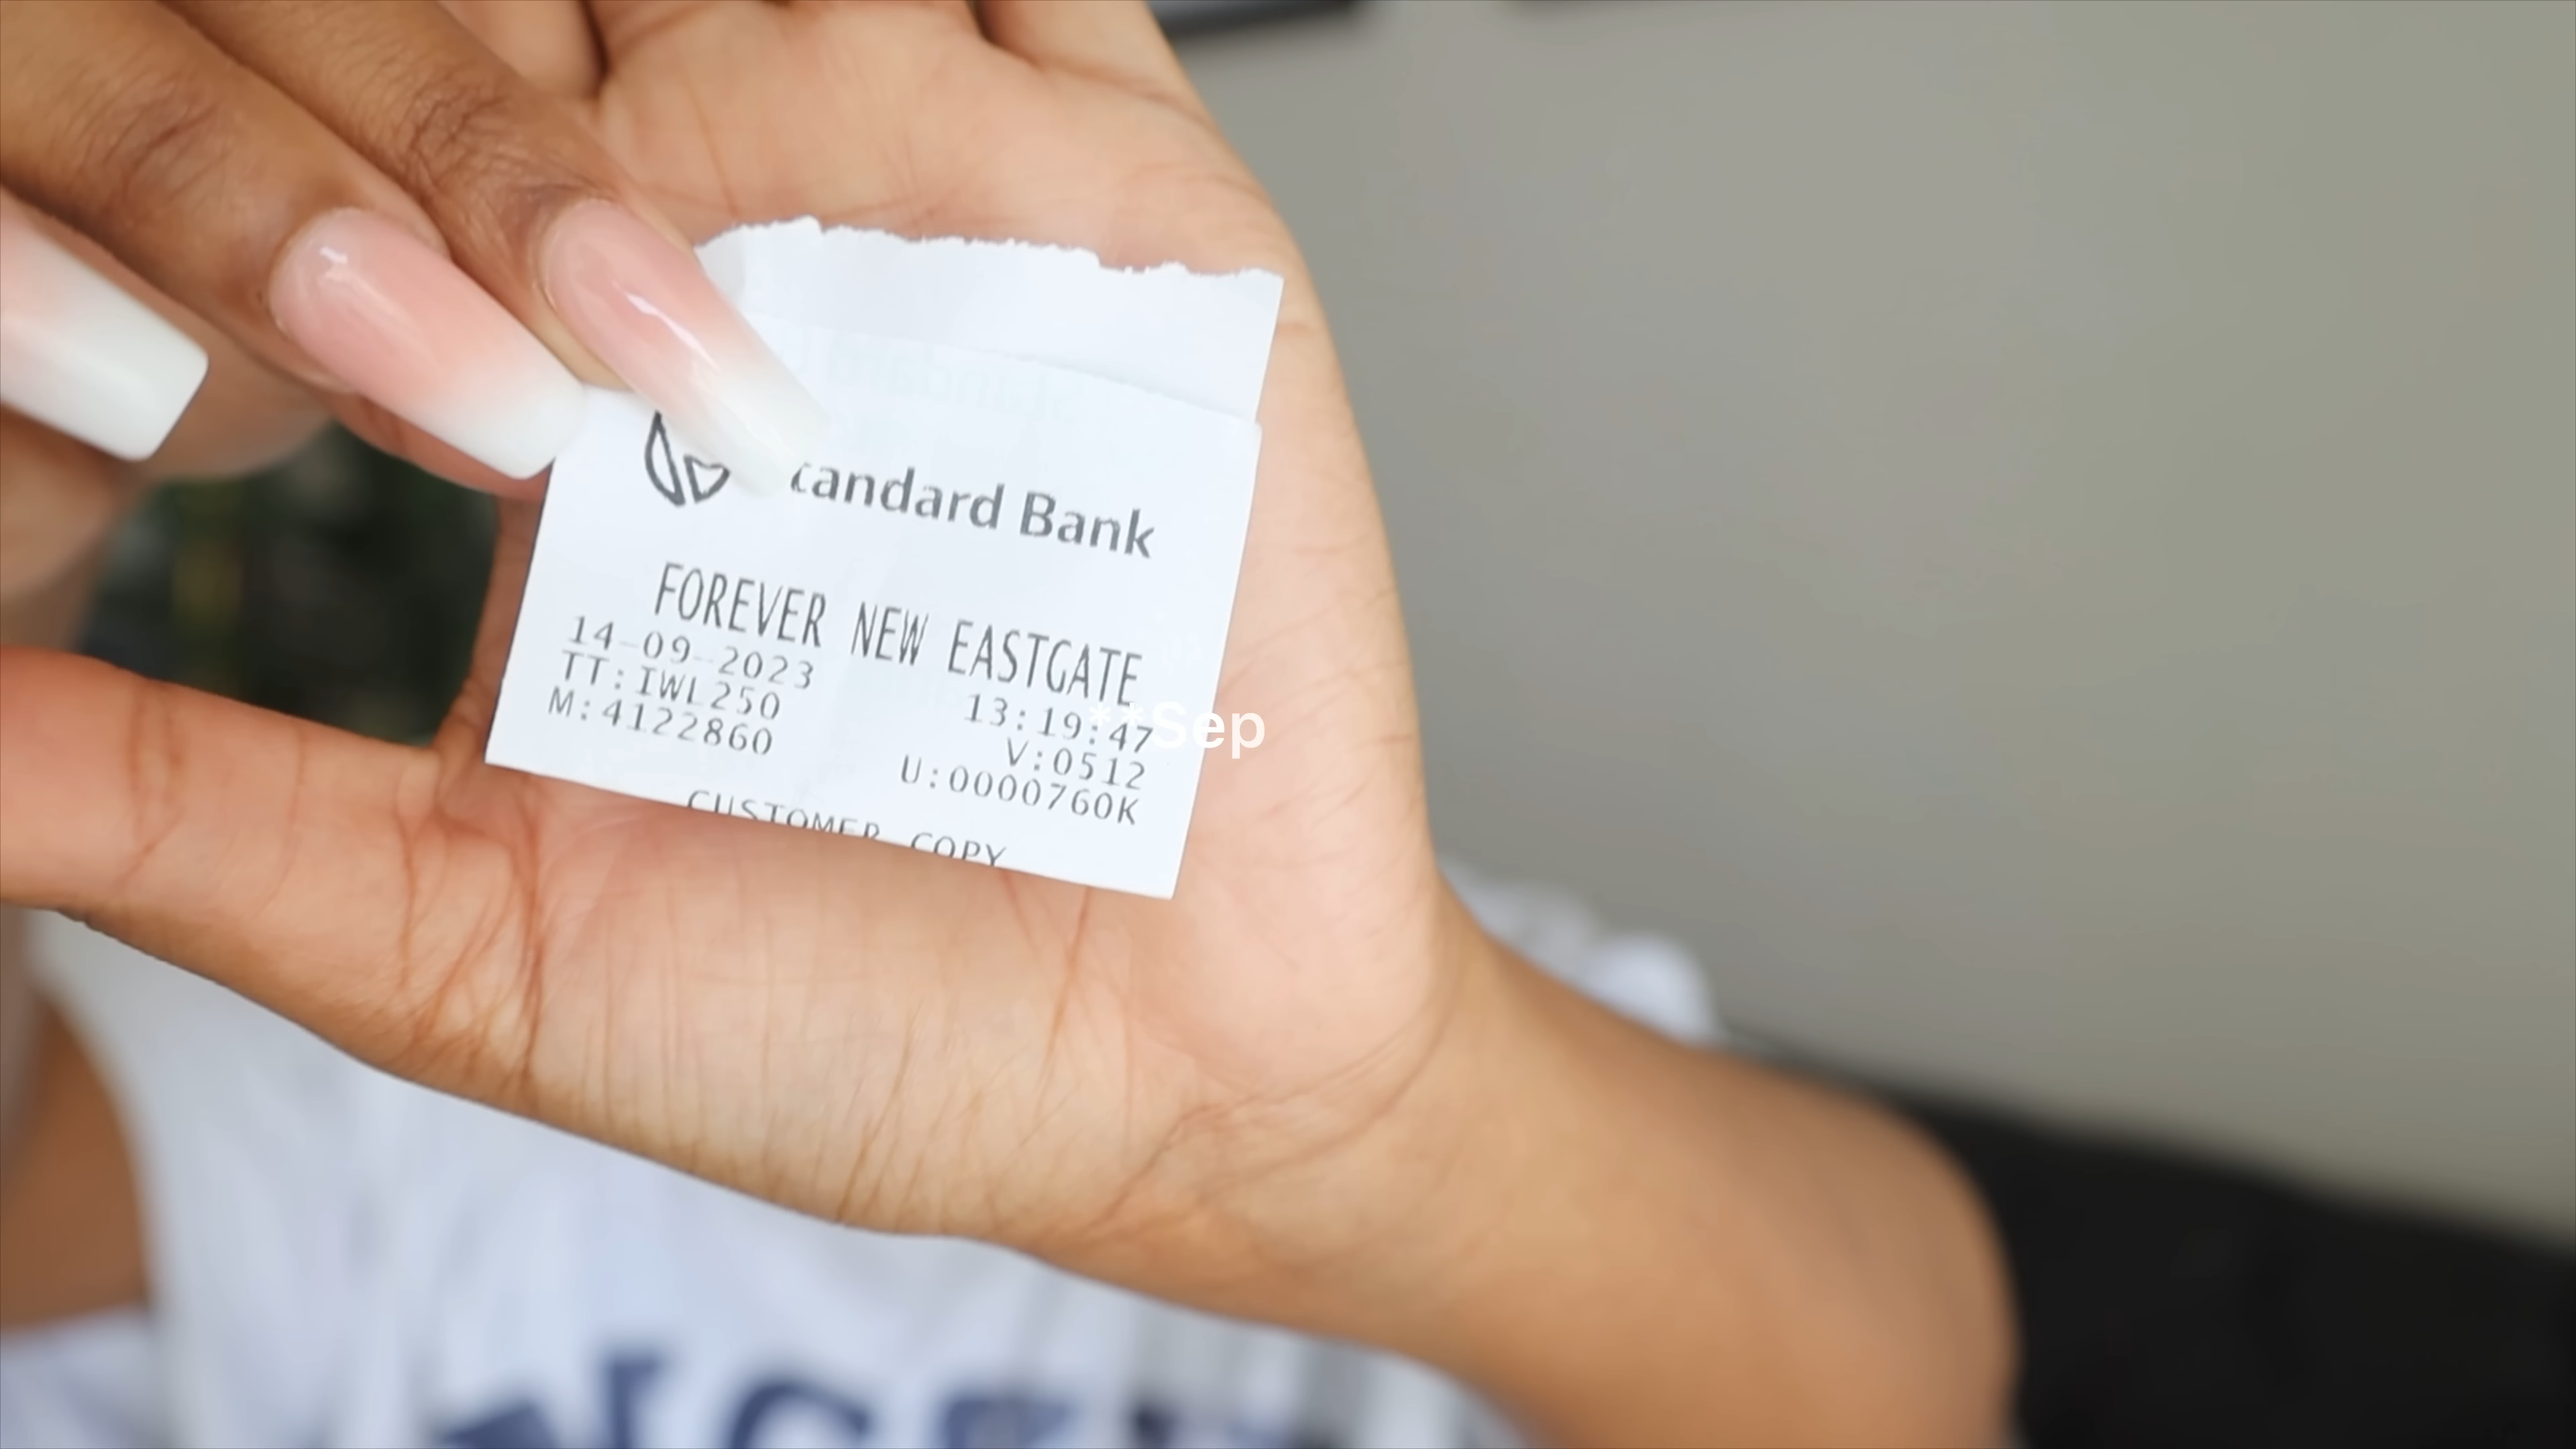 tandard Bank
FOREVER NEW EASTGATE
14-09-2023 13:19:47
TT:IWL250 V:0512
M:4122860 U:0000760K
CUSTOMER COPY
**Sep